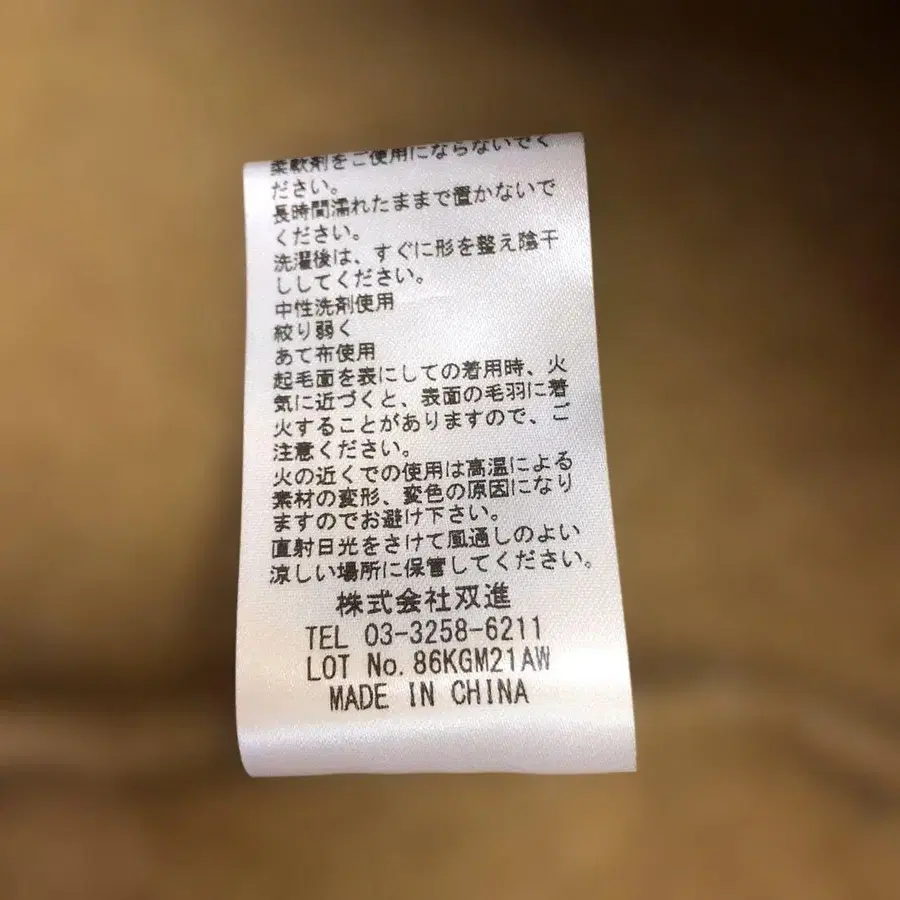 柔軟剤をご使用にならないでく
ださい。
長時間濡れたままで置かないで
ください。
洗濯後は、すぐに形を整え陰干
ししてください。
中性洗剤使用
絞り弱く
あて布使用
起毛面を表にしての着用時、火
気に近づくと、表面の毛羽に着
火することがありますので、ご
注意ください。
火の近くでの使用は高温による
素材の変形、変色の原因になり
ますのでお避け下さい。
直射日光をさけて風通しのよい
涼しい場所に保管してください。
株式会社双進
TEL 03-3258-6211
LOT No. 86KGM21AW
MADE IN CHINA